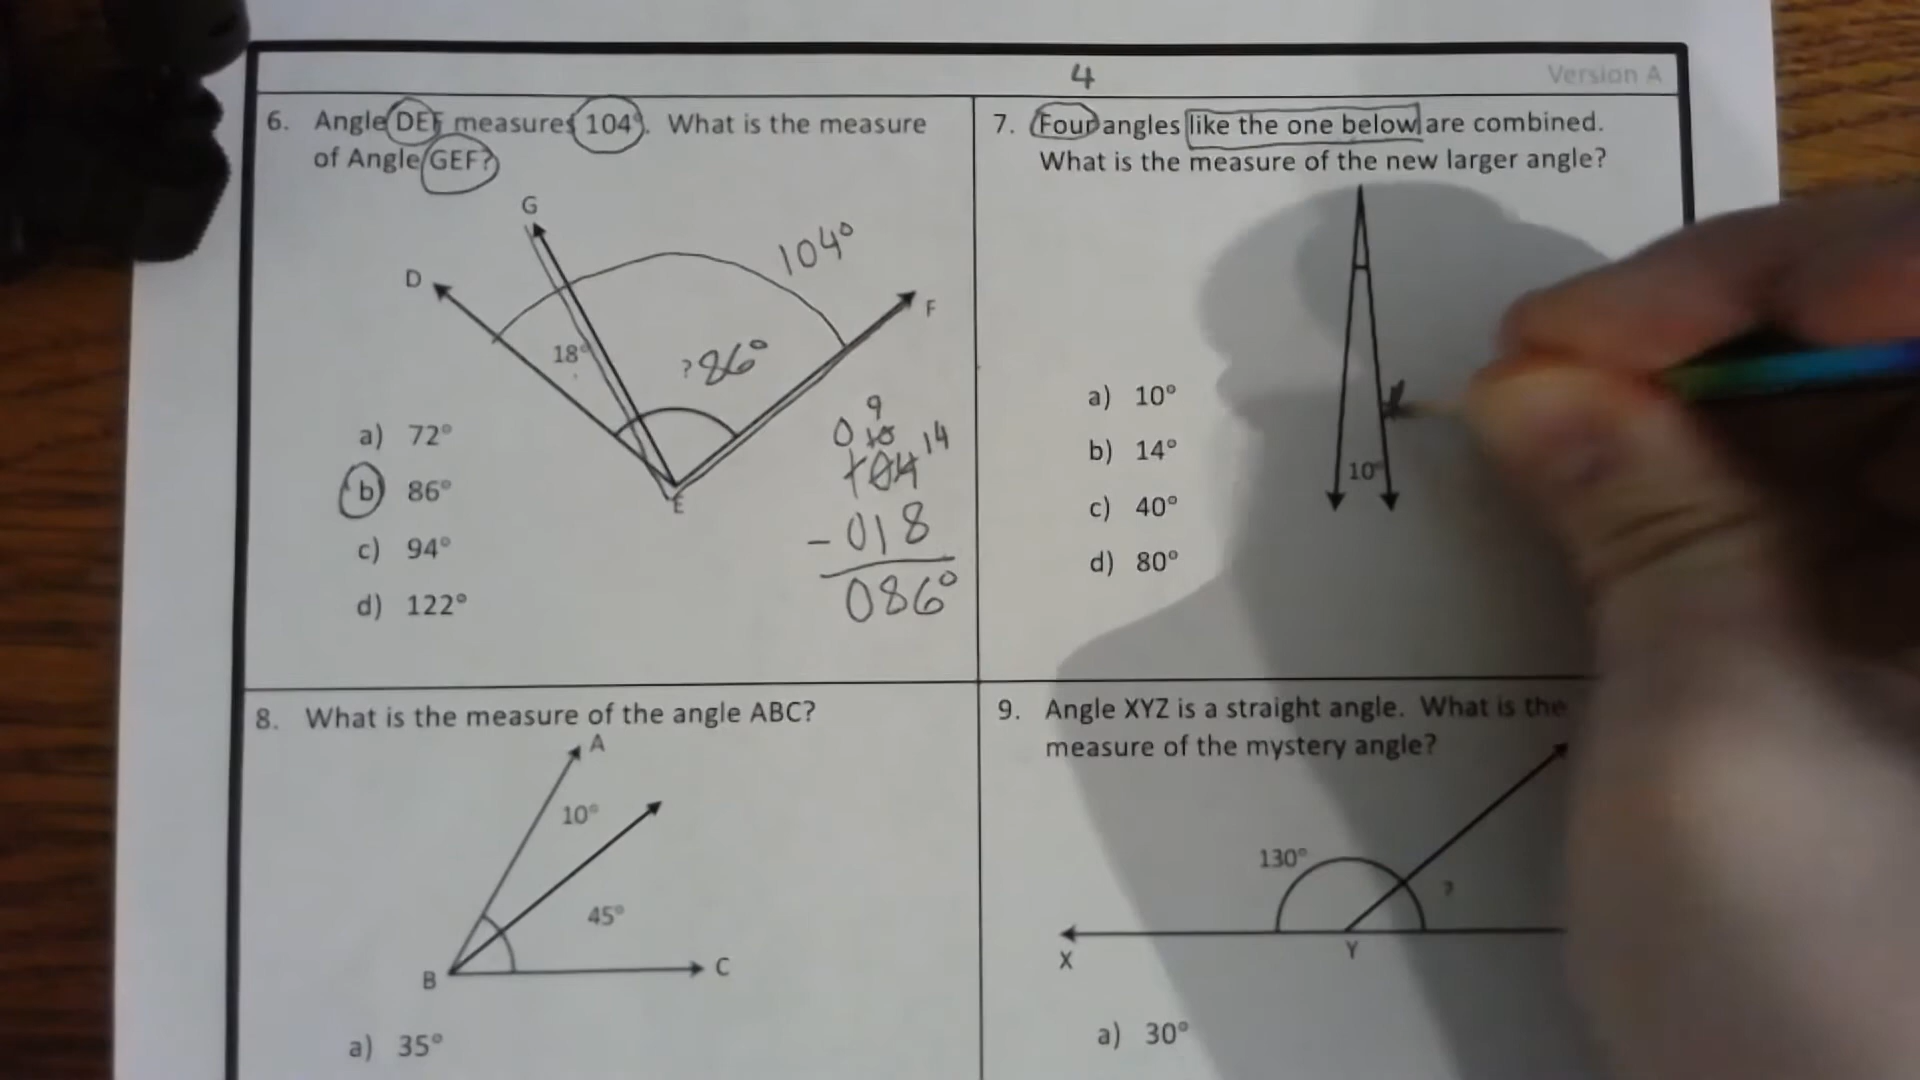 4
Version A
6. Angle DEF measures 104°. What is the measure
of Angle GEF?
G
D
F
104°
18°
? 86°
E
a) 72°
b) 86°
c) 94°
d) 122°
9
0 10 14
104
- 018
086°
7. Four angles like the one below are combined.
What is the measure of the new larger angle?
10°
a) 10°
b) 14°
c) 40°
d) 80°
8. What is the measure of the angle ABC?
A
10°
45°
B
C
a) 35°
9. Angle XYZ is a straight angle. What is the
measure of the mystery angle?
130°
?
X
Y
a) 30°